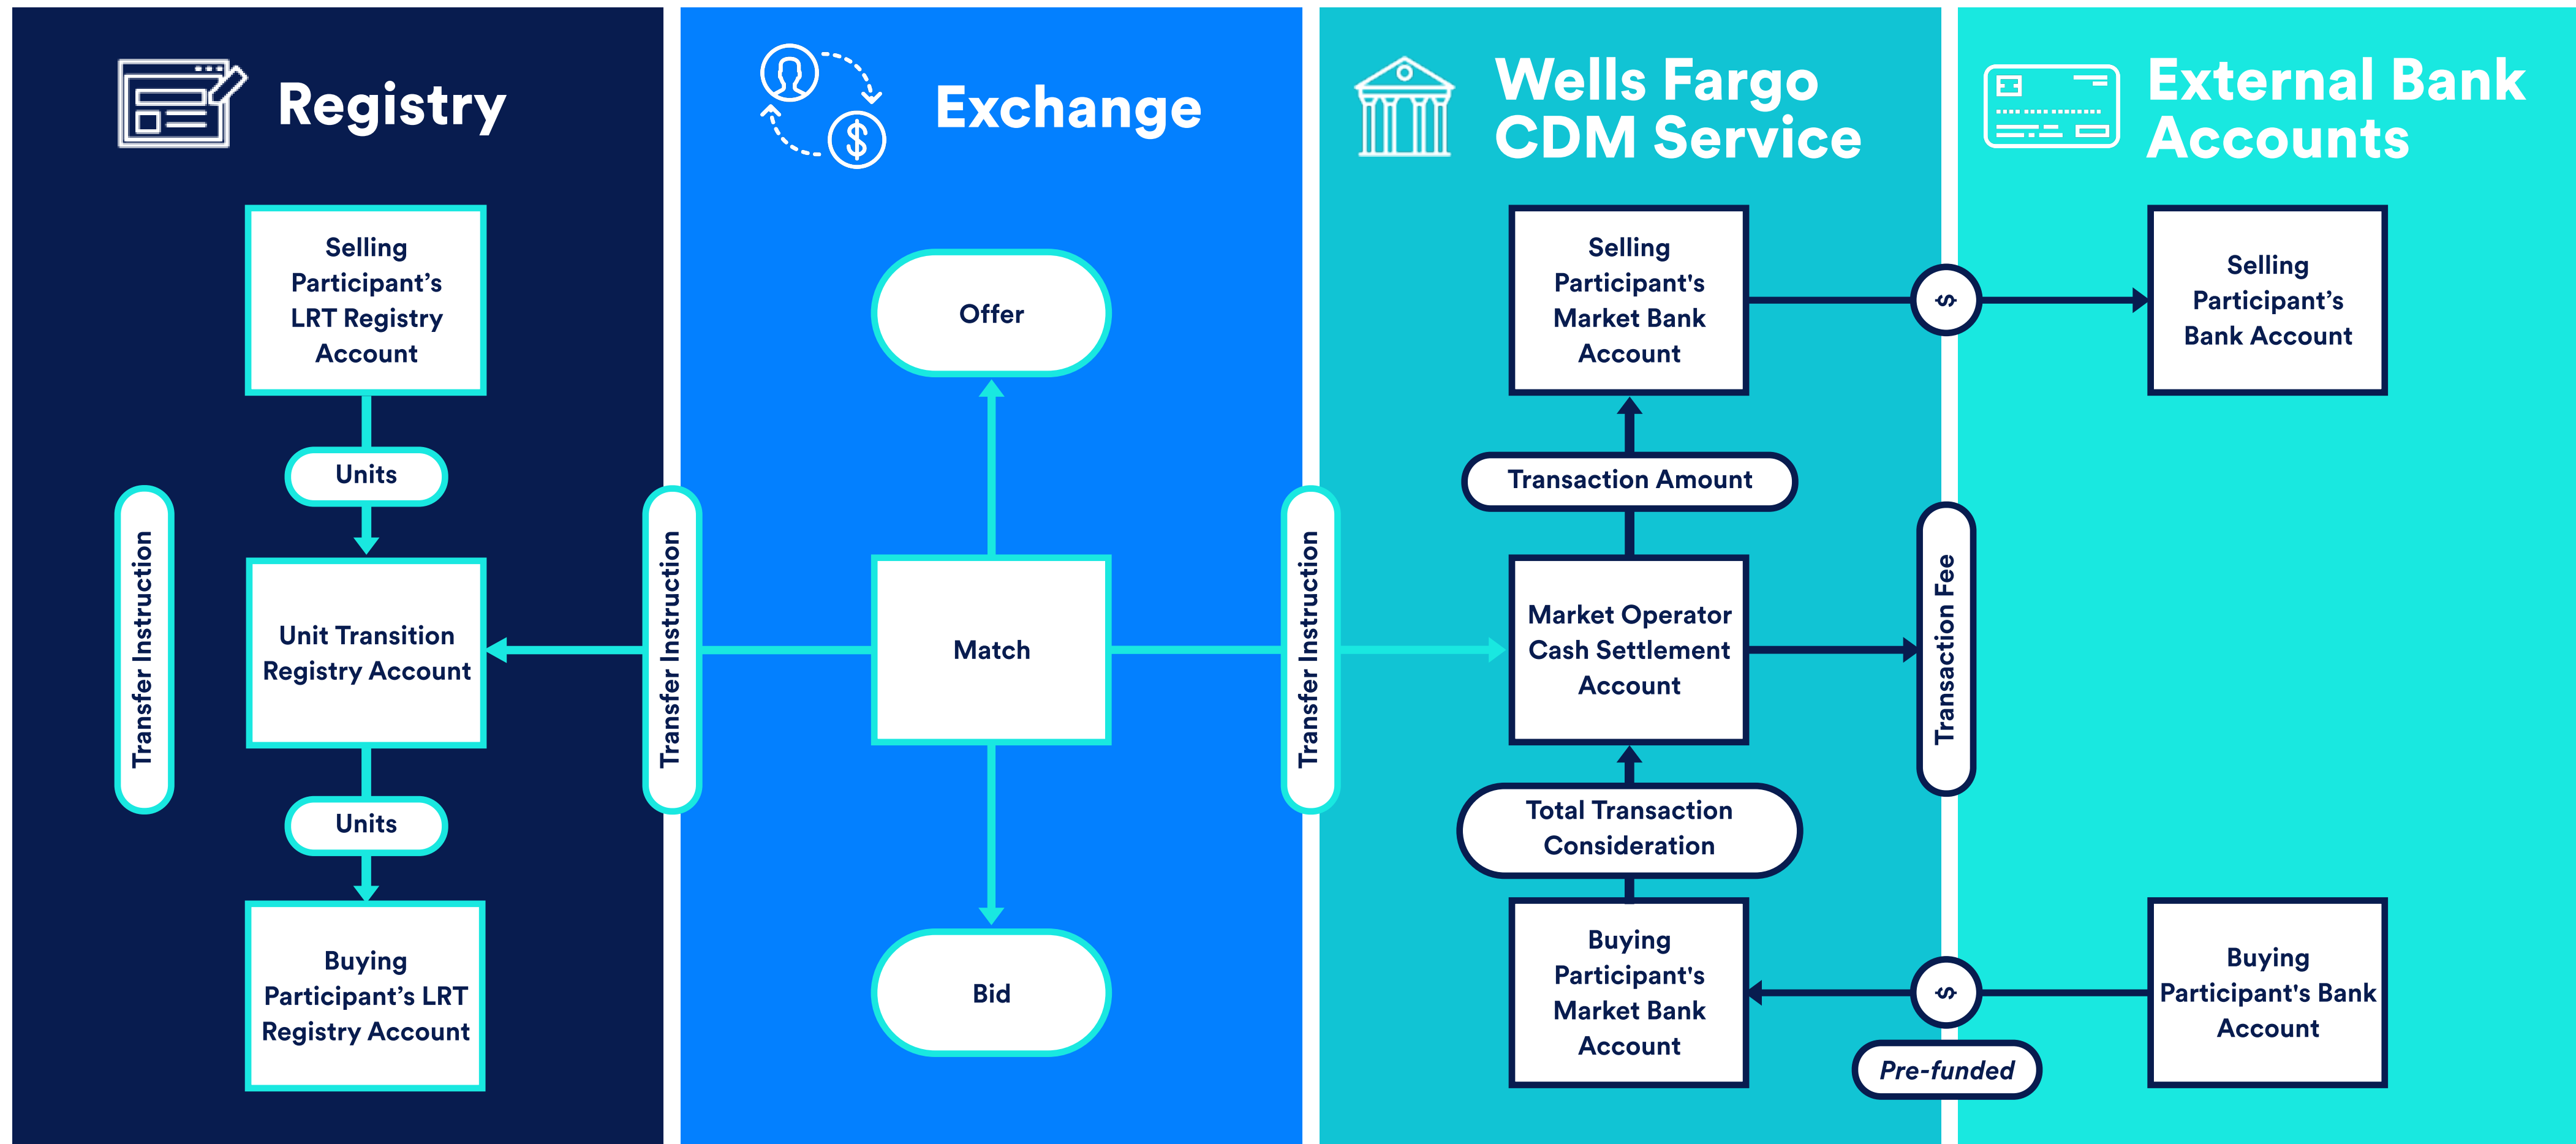 Registry
Selling
Participant’s
LRT Registry
Account
Units
Transfer Instruction
Unit Transition
Registry Account
Units
Buying
Participant’s LRT
Registry Account
Transfer Instruction
Exchange
Offer
Match
Bid
Transfer Instruction
Wells Fargo
CDM Service
Selling
Participant's
Market Bank
Account
Transaction Amount
Market Operator
Cash Settlement
Account
Total Transaction
Consideration
Buying
Participant's
Market Bank
Account
$
Transaction Fee
$
Pre-funded
External Bank
Accounts
Selling
Participant’s
Bank Account
Buying
Participant's Bank
Account